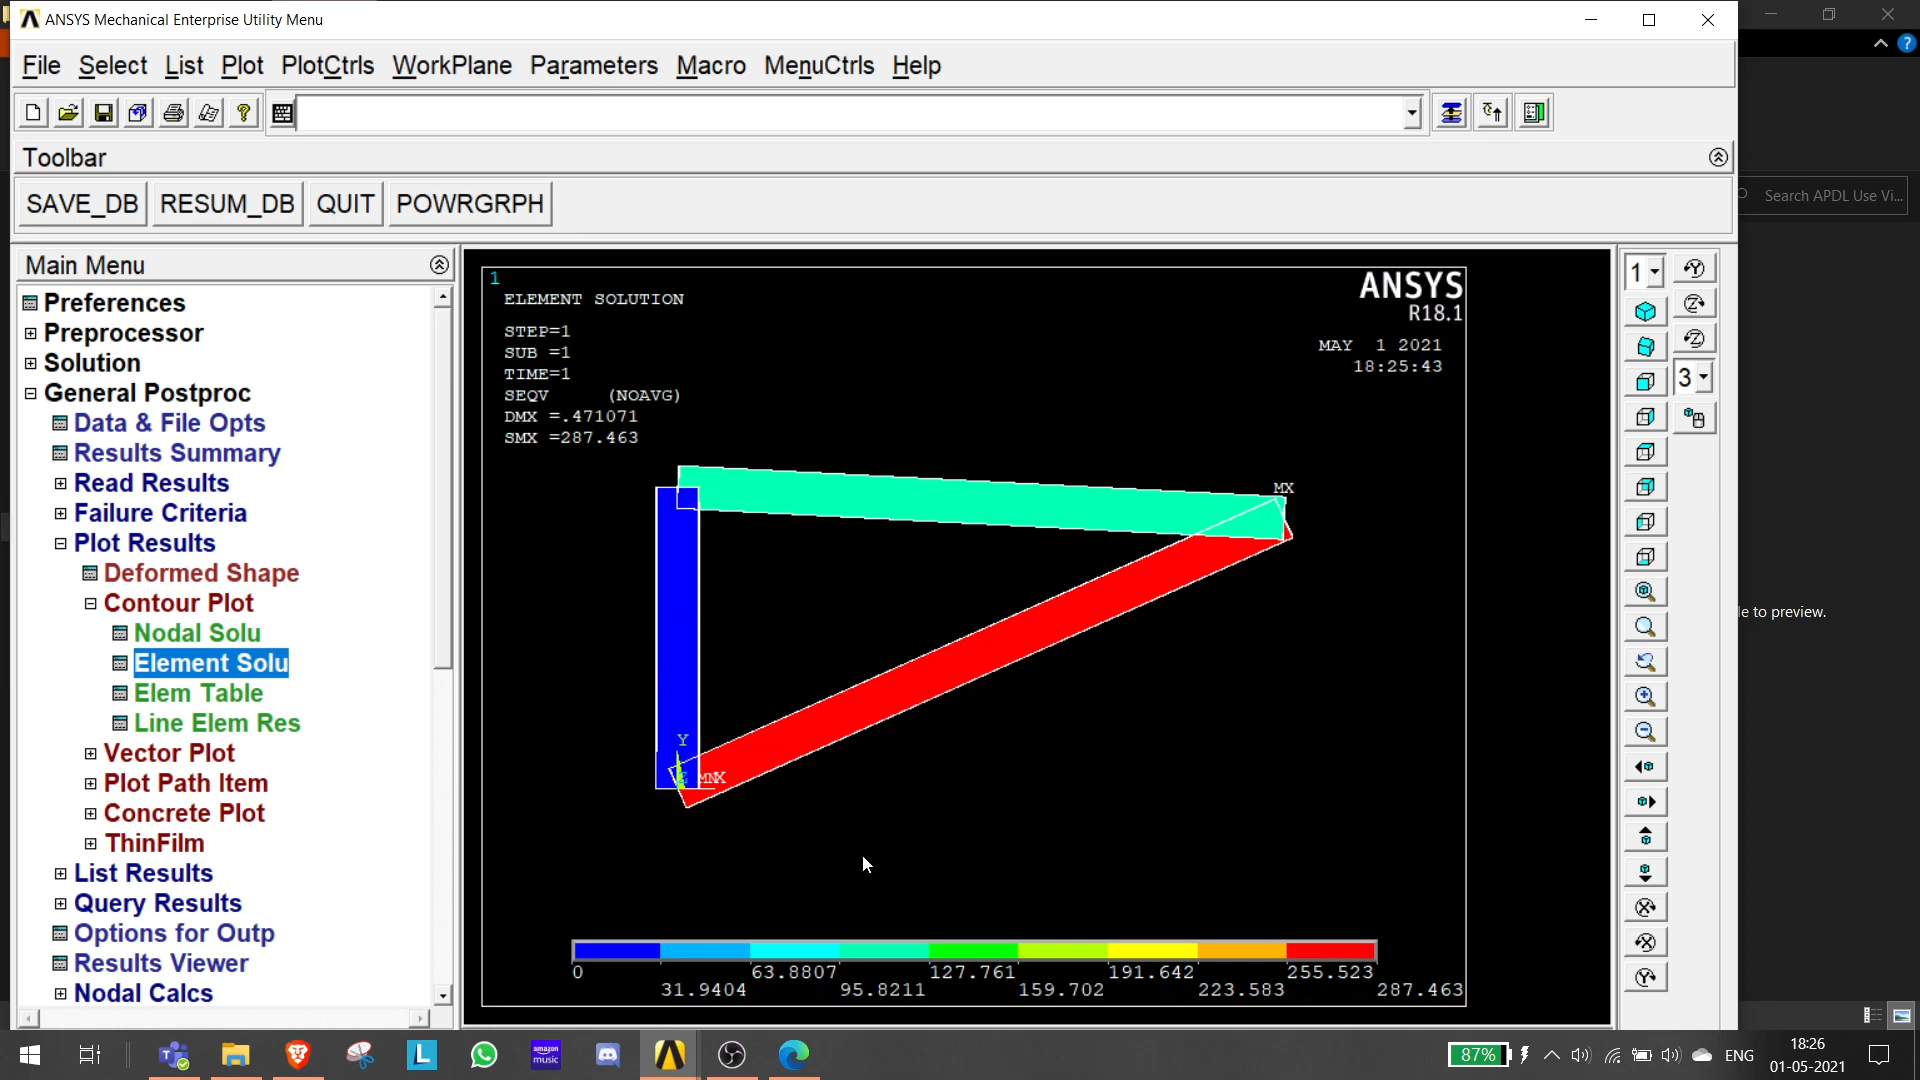 ANSYS Mechanical Enterprise Utility Menu
File Select List Plot PlotCtrls WorkPlane Parameters Macro MenuCtrls Help
Toolbar
SAVE_DB RESUM_DB QUIT POWRGRPH
Search APDL Use Vi...
Main Menu
Preferences
Preprocessor
Solution
General Postproc
Data & File Opts
Results Summary
Read Results
Failure Criteria
Plot Results
Deformed Shape
Contour Plot
Nodal Solu
Element Solu
Elem Table
Line Elem Res
Vector Plot
Plot Path Item
Concrete Plot
ThinFilm
List Results
Query Results
Options for Outp
Results Viewer
Nodal Calcs
1
ELEMENT SOLUTION
STEP=1
SUB =1
TIME=1
SEQV (NOAVG)
DMX =.471071
SMX =287.463
ANSYS
R18.1
MAY 1 2021
18:25:43
MX
Y
MN X
0 63.8807 127.761 191.642 255.523
31.9404 95.8211 159.702 223.583 287.463
1
3
le to preview.
L
amazon
music
87%
ENG
18:26
01-05-2021